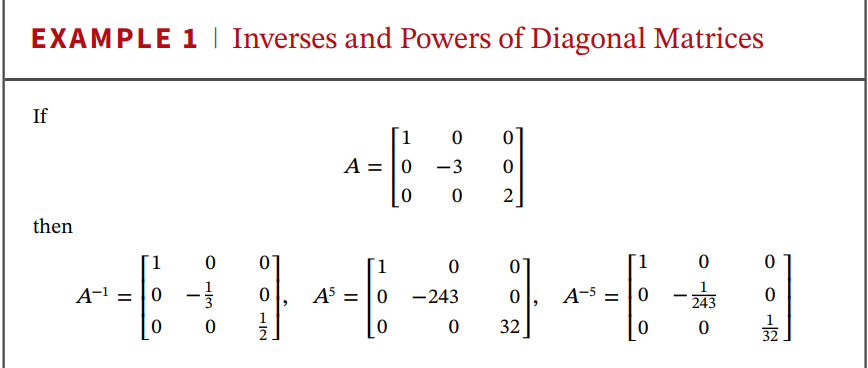 EXAMPLE 1 | Inverses and Powers of Diagonal Matrices
If
A = [1 0 0; 0 −3 0; 0 0 2]
then
A⁻¹ = [1 0 0; 0 −1/3 0; 0 0 1/2], A⁵ = [1 0 0; 0 −243 0; 0 0 32], A⁻⁵ = [1 0 0; 0 −1/243 0; 0 0 1/32]